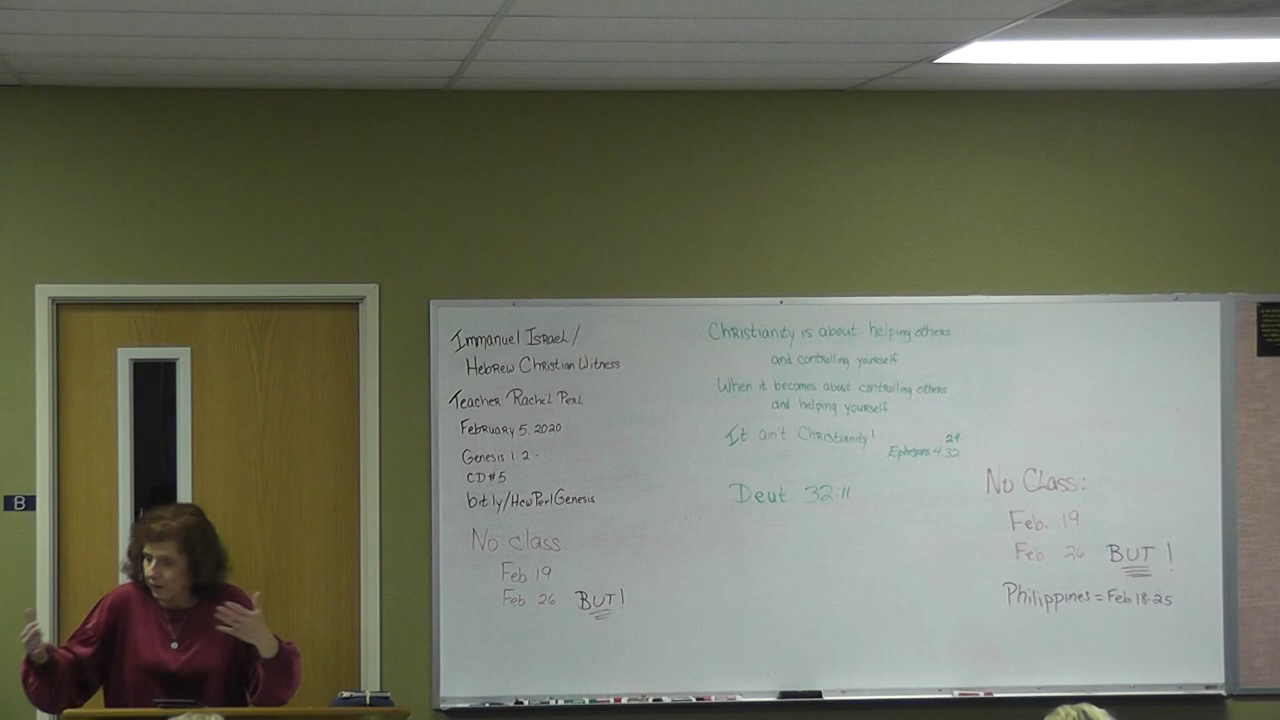 B
Immanuel Israel/
Hebrew Christian Witness
Teacher Rachel Perl
February 5, 2020
Genesis 1:2-
CD#5
bit.ly/HcwPerlGenesis
No class
Feb 19
Feb 26 BUT!
Christianity is about helping others
and controlling yourself
When it becomes about controlling others
and helping yourself
It ain't Christianity!
29
Ephesians 4:32
Deut 32:11
No Class:
Feb. 19
Feb 26 BUT!
Philippines = Feb 18-25